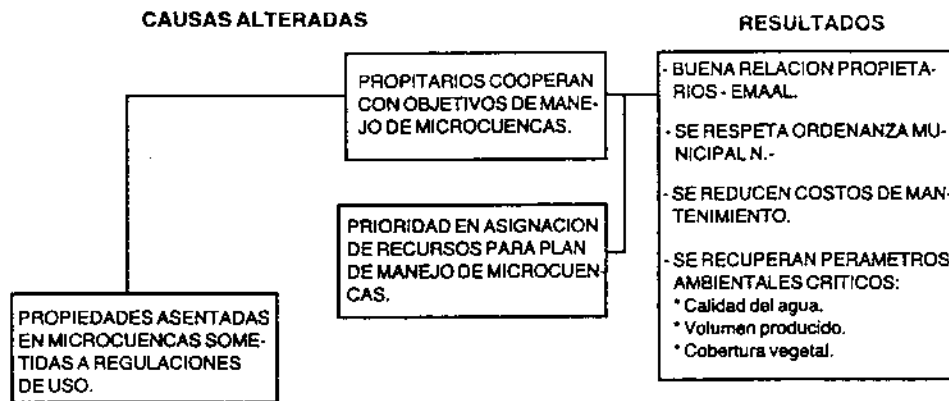 CAUSAS ALTERADAS
RESULTADOS
PROPITARIOS COOPERAN
CON OBJETIVOS DE MANE-
JO DE MICROCUENCAS.
PRIORIDAD EN ASIGNACION
DE RECURSOS PARA PLAN
DE MANEJO DE MICROCUEN-
CAS.
PROPIEDADES ASENTADAS
EN MICROCUENCAS SOME-
TIDAS A REGULACIONES
DE USO.
- BUENA RELACION PROPIETA-
RIOS - EMAAL.
- SE RESPETA ORDENANZA MU-
NICIPAL N.-
- SE REDUCEN COSTOS DE MAN-
TENIMIENTO.
- SE RECUPERAN PERAMETROS
AMBIENTALES CRITICOS:
* Calidad del agua.
* Volumen producido.
* Cobertura vegetal.